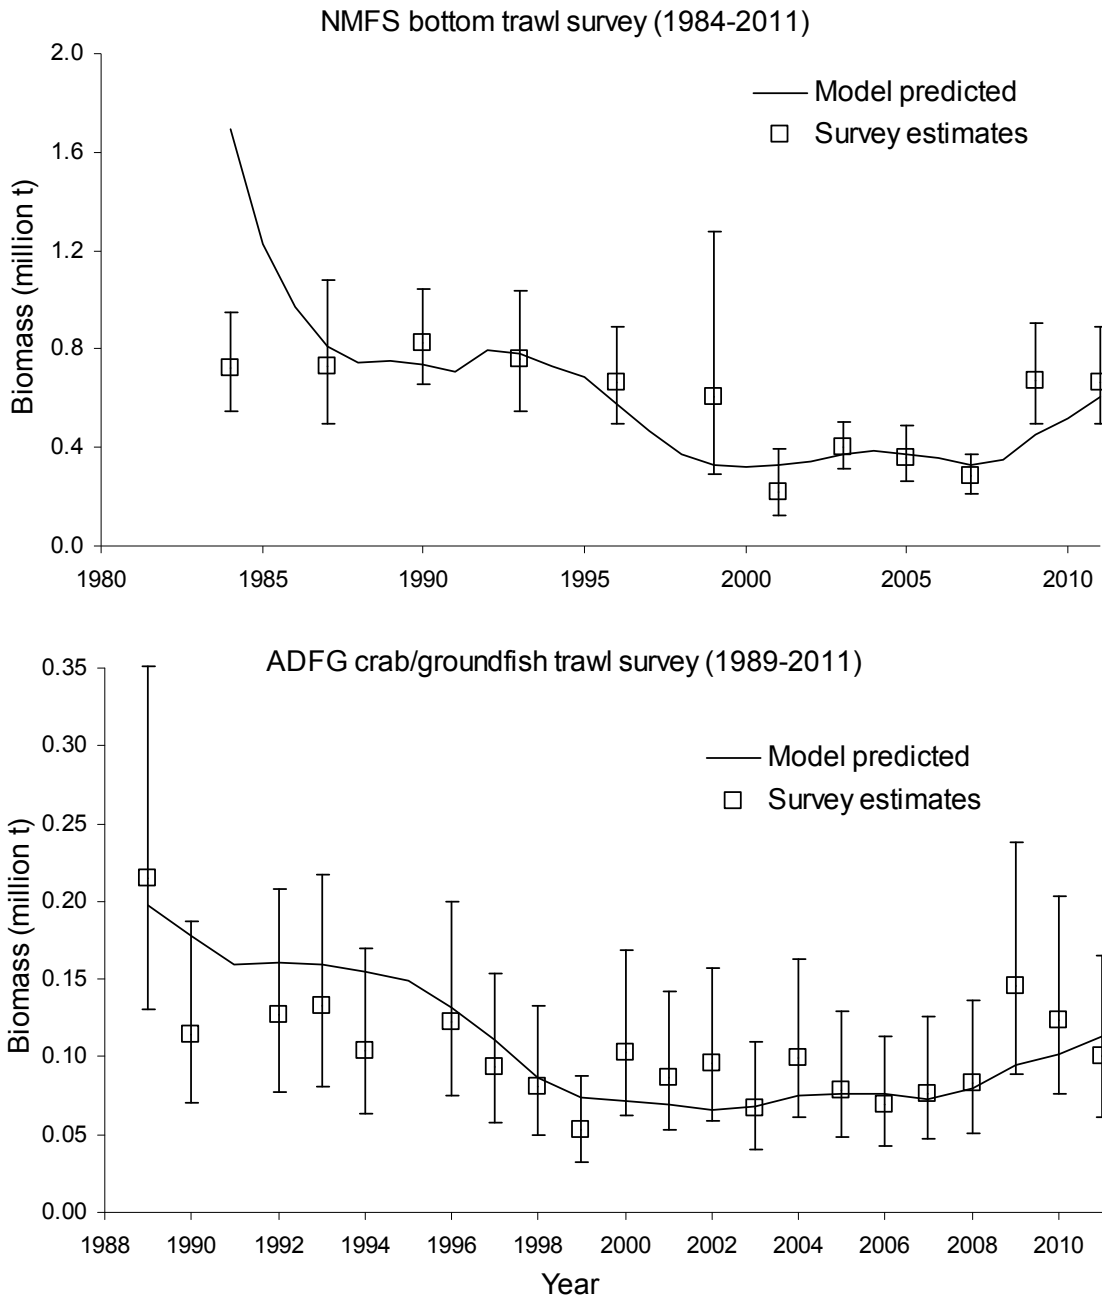 NMFS bottom trawl survey (1984-2011)
2.0
1.6
1.2
0.8
0.4
0.0
Biomass (million t)
Model predicted
Survey estimates
1980 1985 1990 1995 2000 2005 2010
ADFG crab/groundfish trawl survey (1989-2011)
0.35
0.30
0.25
0.20
0.15
0.10
0.05
0.00
Biomass (million t)
Model predicted
Survey estimates
1988 1990 1992 1994 1996 1998 2000 2002 2004 2006 2008 2010
Year